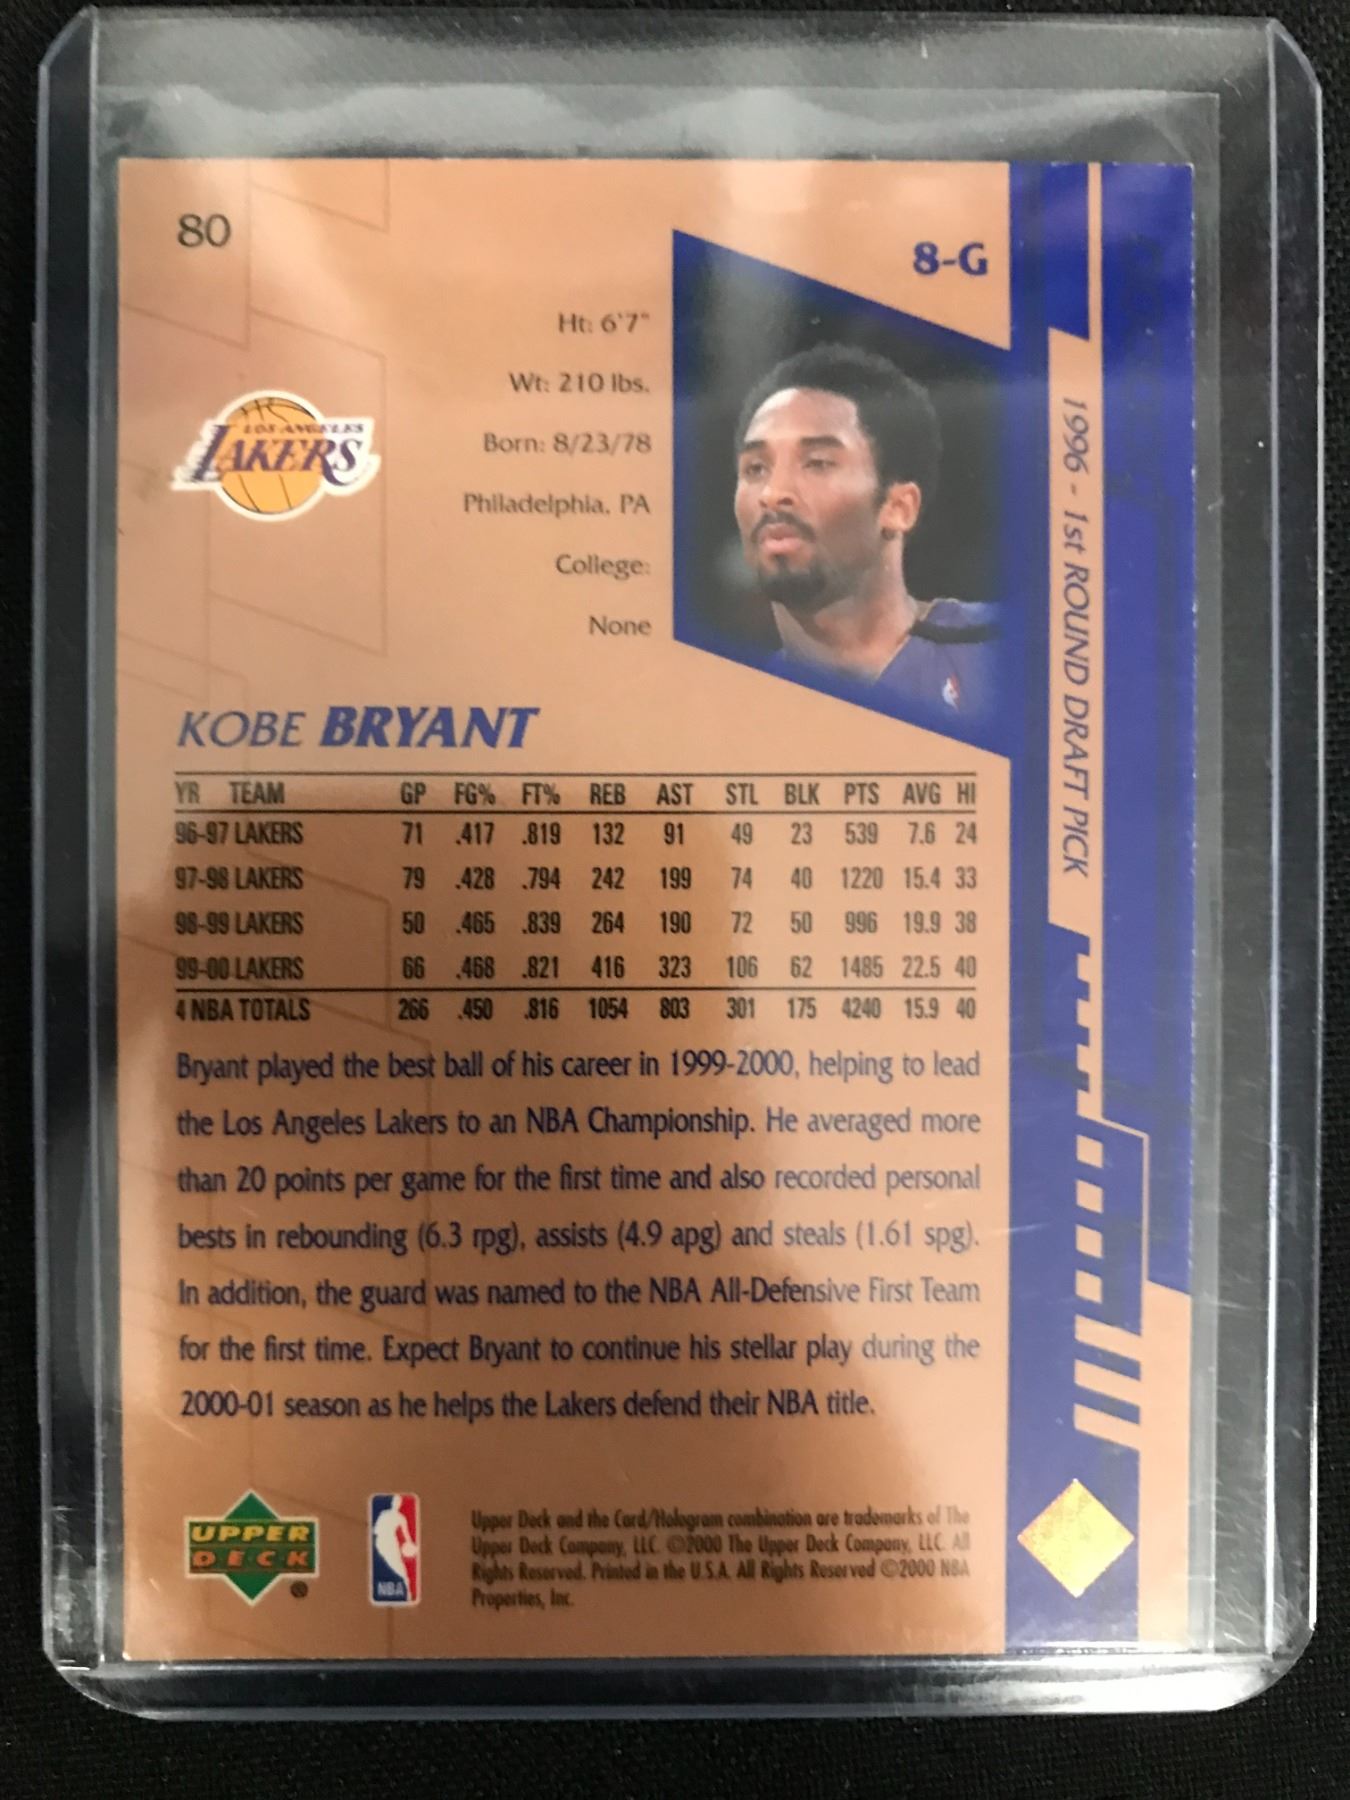 80
8-G
Ht: 6'7"
Wt: 210 lbs.
Born: 8/23/78
Philadelphia, PA
College:
None
LOS ANGELES
LAKERS
1996 - 1st ROUND DRAFT PICK
KOBE BRYANT
YR TEAM GP FG% FT% REB AST STL BLK PTS AVG HI
96-97 LAKERS 71 .417 .819 132 91 49 23 539 7.6 24
97-98 LAKERS 79 .428 .794 242 199 74 40 1220 15.4 33
98-99 LAKERS 50 .465 .839 264 190 72 50 996 19.9 38
99-00 LAKERS 66 .468 .821 416 323 106 62 1485 22.5 40
4 NBA TOTALS 266 .450 .816 1054 803 301 175 4240 15.9 40
Bryant played the best ball of his career in 1999-2000, helping to lead
the Los Angeles Lakers to an NBA Championship. He averaged more
than 20 points per game for the first time and also recorded personal
bests in rebounding (6.3 rpg), assists (4.9 apg) and steals (1.61 spg).
In addition, the guard was named to the NBA All-Defensive First Team
for the first time. Expect Bryant to continue his stellar play during the
2000-01 season as he helps the Lakers defend their NBA title.
UPPER
DECK
®
NBA
Upper Deck and the Card/Hologram combination are trademarks of The
Upper Deck Company, LLC. ©2000 The Upper Deck Company, LLC. All
Rights Reserved. Printed in the U.S.A. All Rights Reserved ©2000 NBA
Properties, Inc.